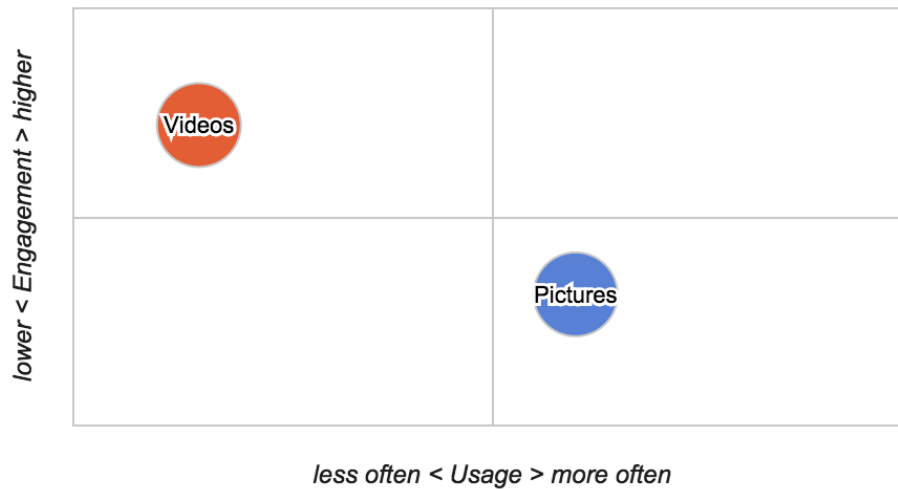 lower < Engagement > higher
Videos
Pictures
less often < Usage > more often